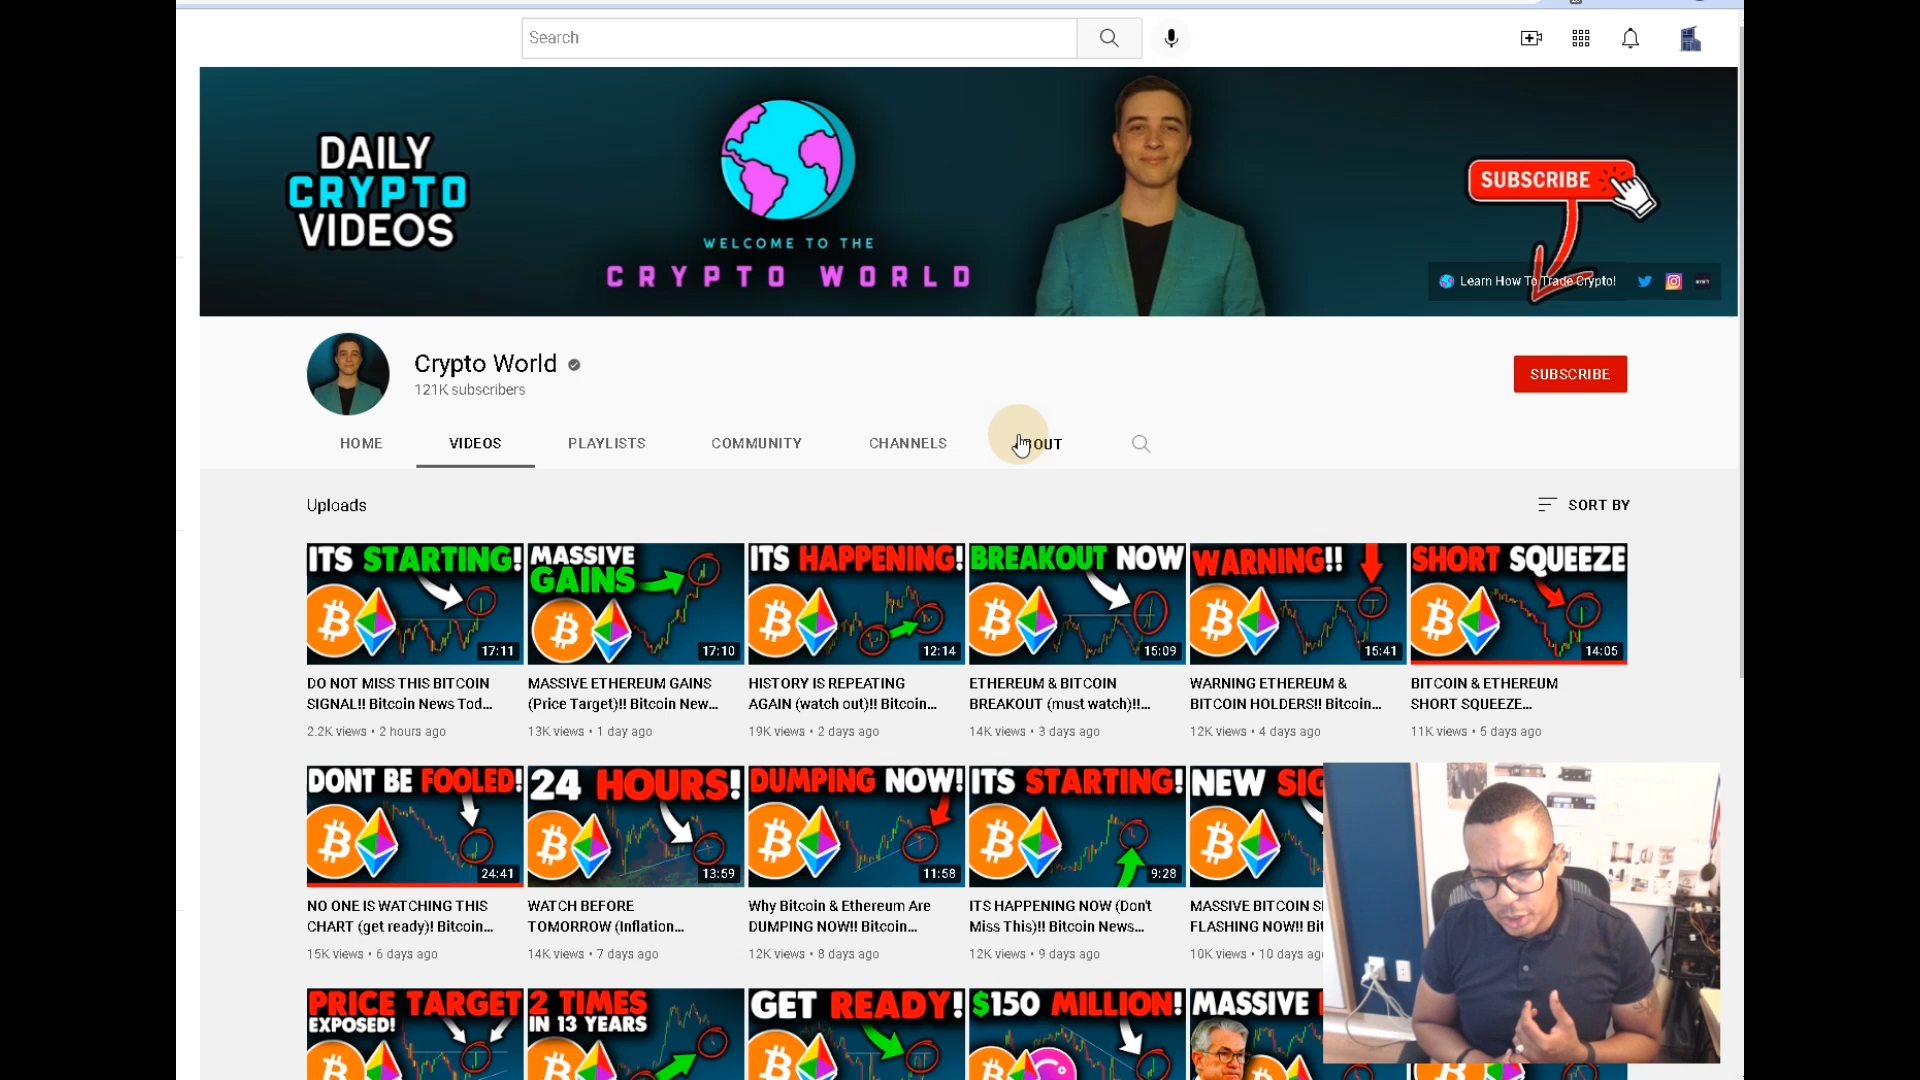 Search
DAILY
CRYPTO
VIDEOS
WELCOME TO THE
CRYPTO WORLD
SUBSCRIBE
Learn How To Trade Crypto!
Crypto World
121K subscribers
SUBSCRIBE
HOME
VIDEOS
PLAYLISTS
COMMUNITY
CHANNELS
ABOUT
Uploads
SORT BY
ITS STARTING!
17:11
MASSIVE
GAINS
17:10
ITS HAPPENING!
12:14
BREAKOUT NOW
15:09
WARNING!!
15:41
SHORT SQUEEZE
14:05
DO NOT MISS THIS BITCOIN
SIGNAL!! Bitcoin News Tod...
2.2K views • 2 hours ago
MASSIVE ETHEREUM GAINS
(Price Target)!! Bitcoin New...
13K views • 1 day ago
HISTORY IS REPEATING
AGAIN (watch out)!! Bitcoin...
19K views • 2 days ago
ETHEREUM & BITCOIN
BREAKOUT (must watch)!!...
14K views • 3 days ago
WARNING ETHEREUM &
BITCOIN HOLDERS!! Bitcoin...
12K views • 4 days ago
BITCOIN & ETHEREUM
SHORT SQUEEZE...
11K views • 5 days ago
DONT BE FOOLED!
24:41
24 HOURS!
13:59
DUMPING NOW!
11:58
ITS STARTING!
9:28
NEW SIG
NO ONE IS WATCHING THIS
CHART (get ready)! Bitcoin...
15K views • 6 days ago
WATCH BEFORE
TOMORROW (Inflation...
14K views • 7 days ago
Why Bitcoin & Ethereum Are
DUMPING NOW!! Bitcoin...
12K views • 8 days ago
ITS HAPPENING NOW (Don't
Miss This)!! Bitcoin News...
12K views • 9 days ago
MASSIVE BITCOIN S
FLASHING NOW!! Bit
10K views • 10 days ag
PRICE TARGET
EXPOSED!
2 TIMES
IN 13 YEARS
GET READY!
$150 MILLION!
MASSIVE